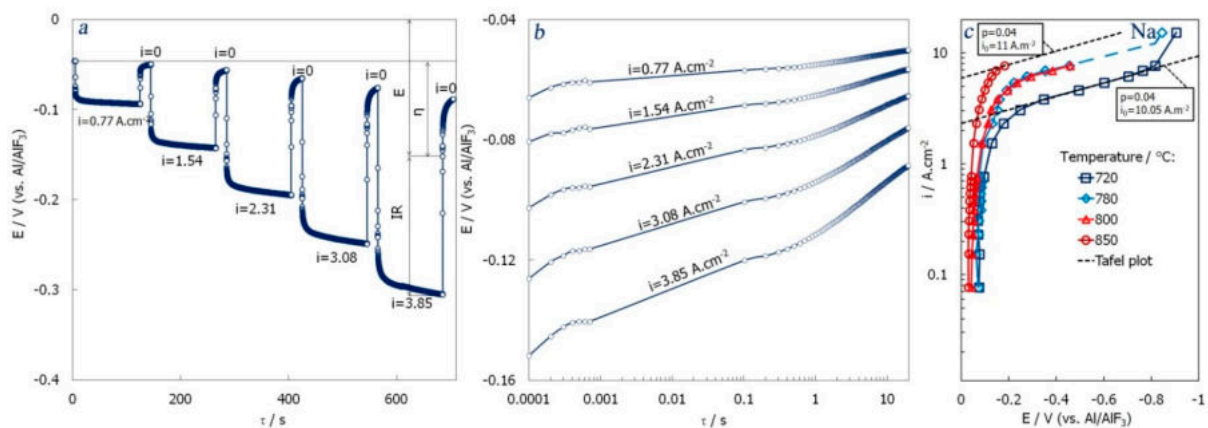 a
i=0
i=0
i=0
i=0
i=0
i=0.77 A.cm⁻²
i=1.54
i=2.31
i=3.08
i=3.85
E
η
IR
0
-0.1
-0.2
-0.3
-0.4
E / V (vs. Al/AlF₃)
0
200
400
600
τ / s
b
i=0.77 A.cm⁻²
i=1.54 A.cm⁻²
i=2.31 A.cm⁻²
i=3.08 A.cm⁻²
i=3.85 A.cm⁻²
-0.04
-0.08
-0.12
-0.16
E / V (vs. Al/AlF₃)
0.0001
0.001
0.01
0.1
1
10
τ / s
c
Na
p=0.04
i₀=11 A.m⁻²
p=0.04
i₀=10.05 A.m⁻²
Temperature / °C:
720
780
800
850
Tafel plot
10
1
0.1
i / A.cm⁻²
0
-0.2
-0.4
-0.6
-0.8
-1
E / V (vs. Al/AlF₃)